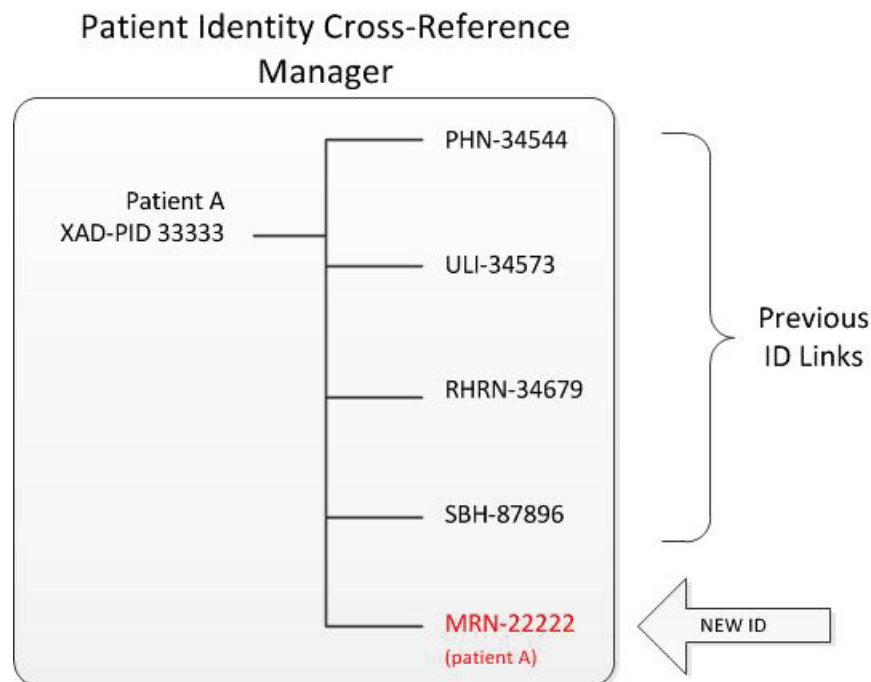 Patient Identity Cross-Reference
Manager
Patient A
XAD-PID 33333
PHN-34544
ULI-34573
RHRN-34679
SBH-87896
MRN-22222
(patient A)
Previous
ID Links
NEW ID